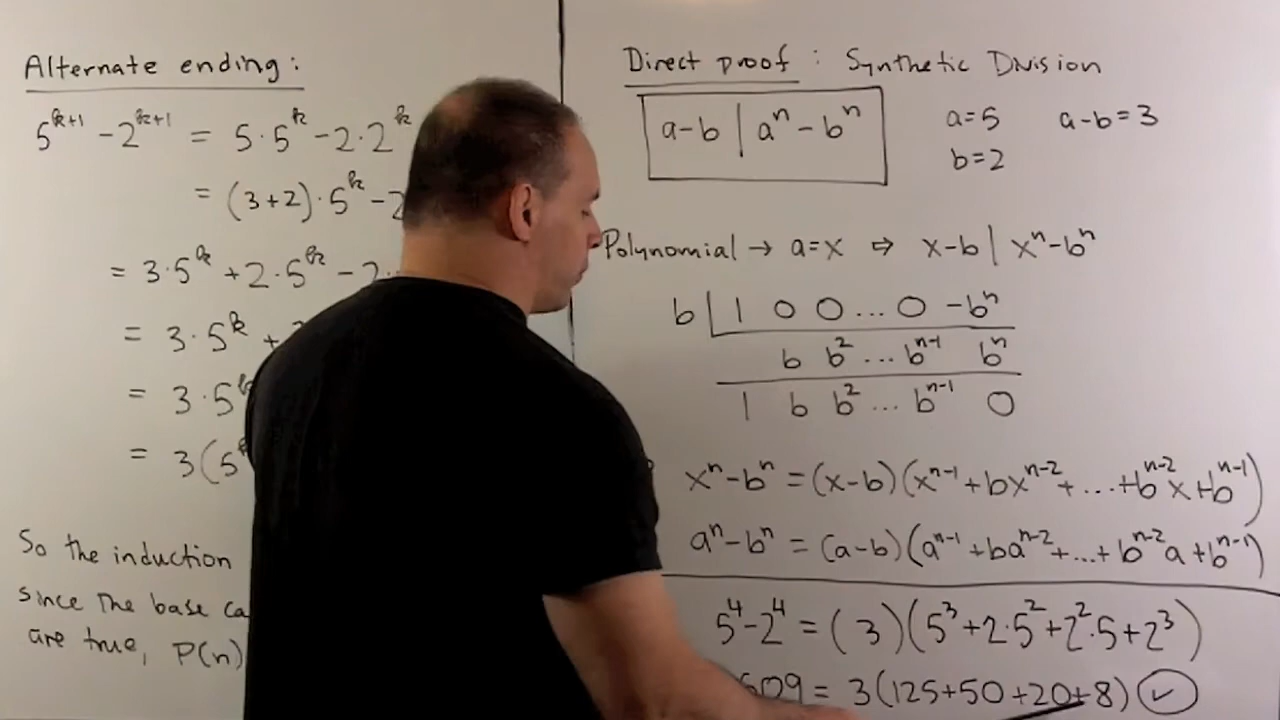 Alternate ending:
5^{k+1} - 2^{k+1} = 5·5^k - 2·2^k
= (3+2)·5^k - 2
= 3·5^k + 2·5^k - 2·
= 3·5^k +
= 3·5^k
= 3(5^k
So the induction
since the base ca
are true, P(n)
Direct proof: Synthetic Division
a-b | a^n - b^n
a=5 a-b=3
b=2
Polynomial → a=x ⇒ x-b | x^n - b^n
b | 1 0 0 ... 0 -b^n
b b^2 ... b^{n-1} b^n
1 b b^2 ... b^{n-1} 0
x^n - b^n = (x-b)(x^{n-1} + bx^{n-2} + ... + b^{n-2}x + b^{n-1})
a^n - b^n = (a-b)(a^{n-1} + ba^{n-2} + ... + b^{n-2}a + b^{n-1})
5^4 - 2^4 = (3)(5^3 + 2·5^2 + 2^2·5 + 2^3)
609 = 3(125+50+20+8) ✓